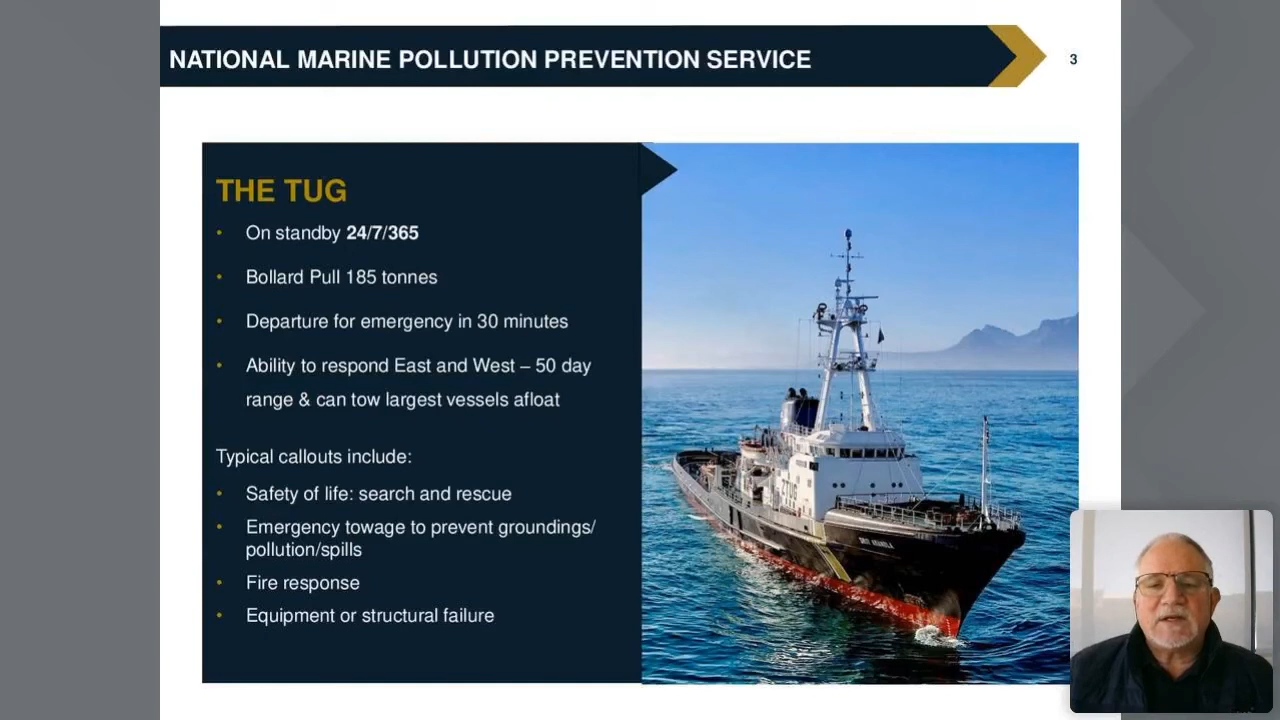 NATIONAL MARINE POLLUTION PREVENTION SERVICE
3
THE TUG
• On standby 24/7/365
• Bollard Pull 185 tonnes
• Departure for emergency in 30 minutes
• Ability to respond East and West – 50 day
range & can tow largest vessels afloat
Typical callouts include:
• Safety of life: search and rescue
• Emergency towage to prevent groundings/
pollution/spills
• Fire response
• Equipment or structural failure